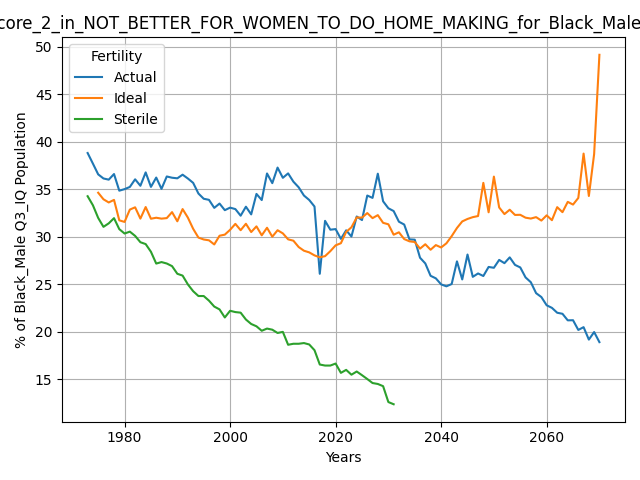 core_2_in_NOT_BETTER_FOR_WOMEN_TO_DO_HOME_MAKING_for_Black_Male
Fertility
Actual
Ideal
Sterile
% of Black_Male Q3_IQ Population
50
45
40
35
30
25
20
15
1980
2000
2020
2040
2060
Years